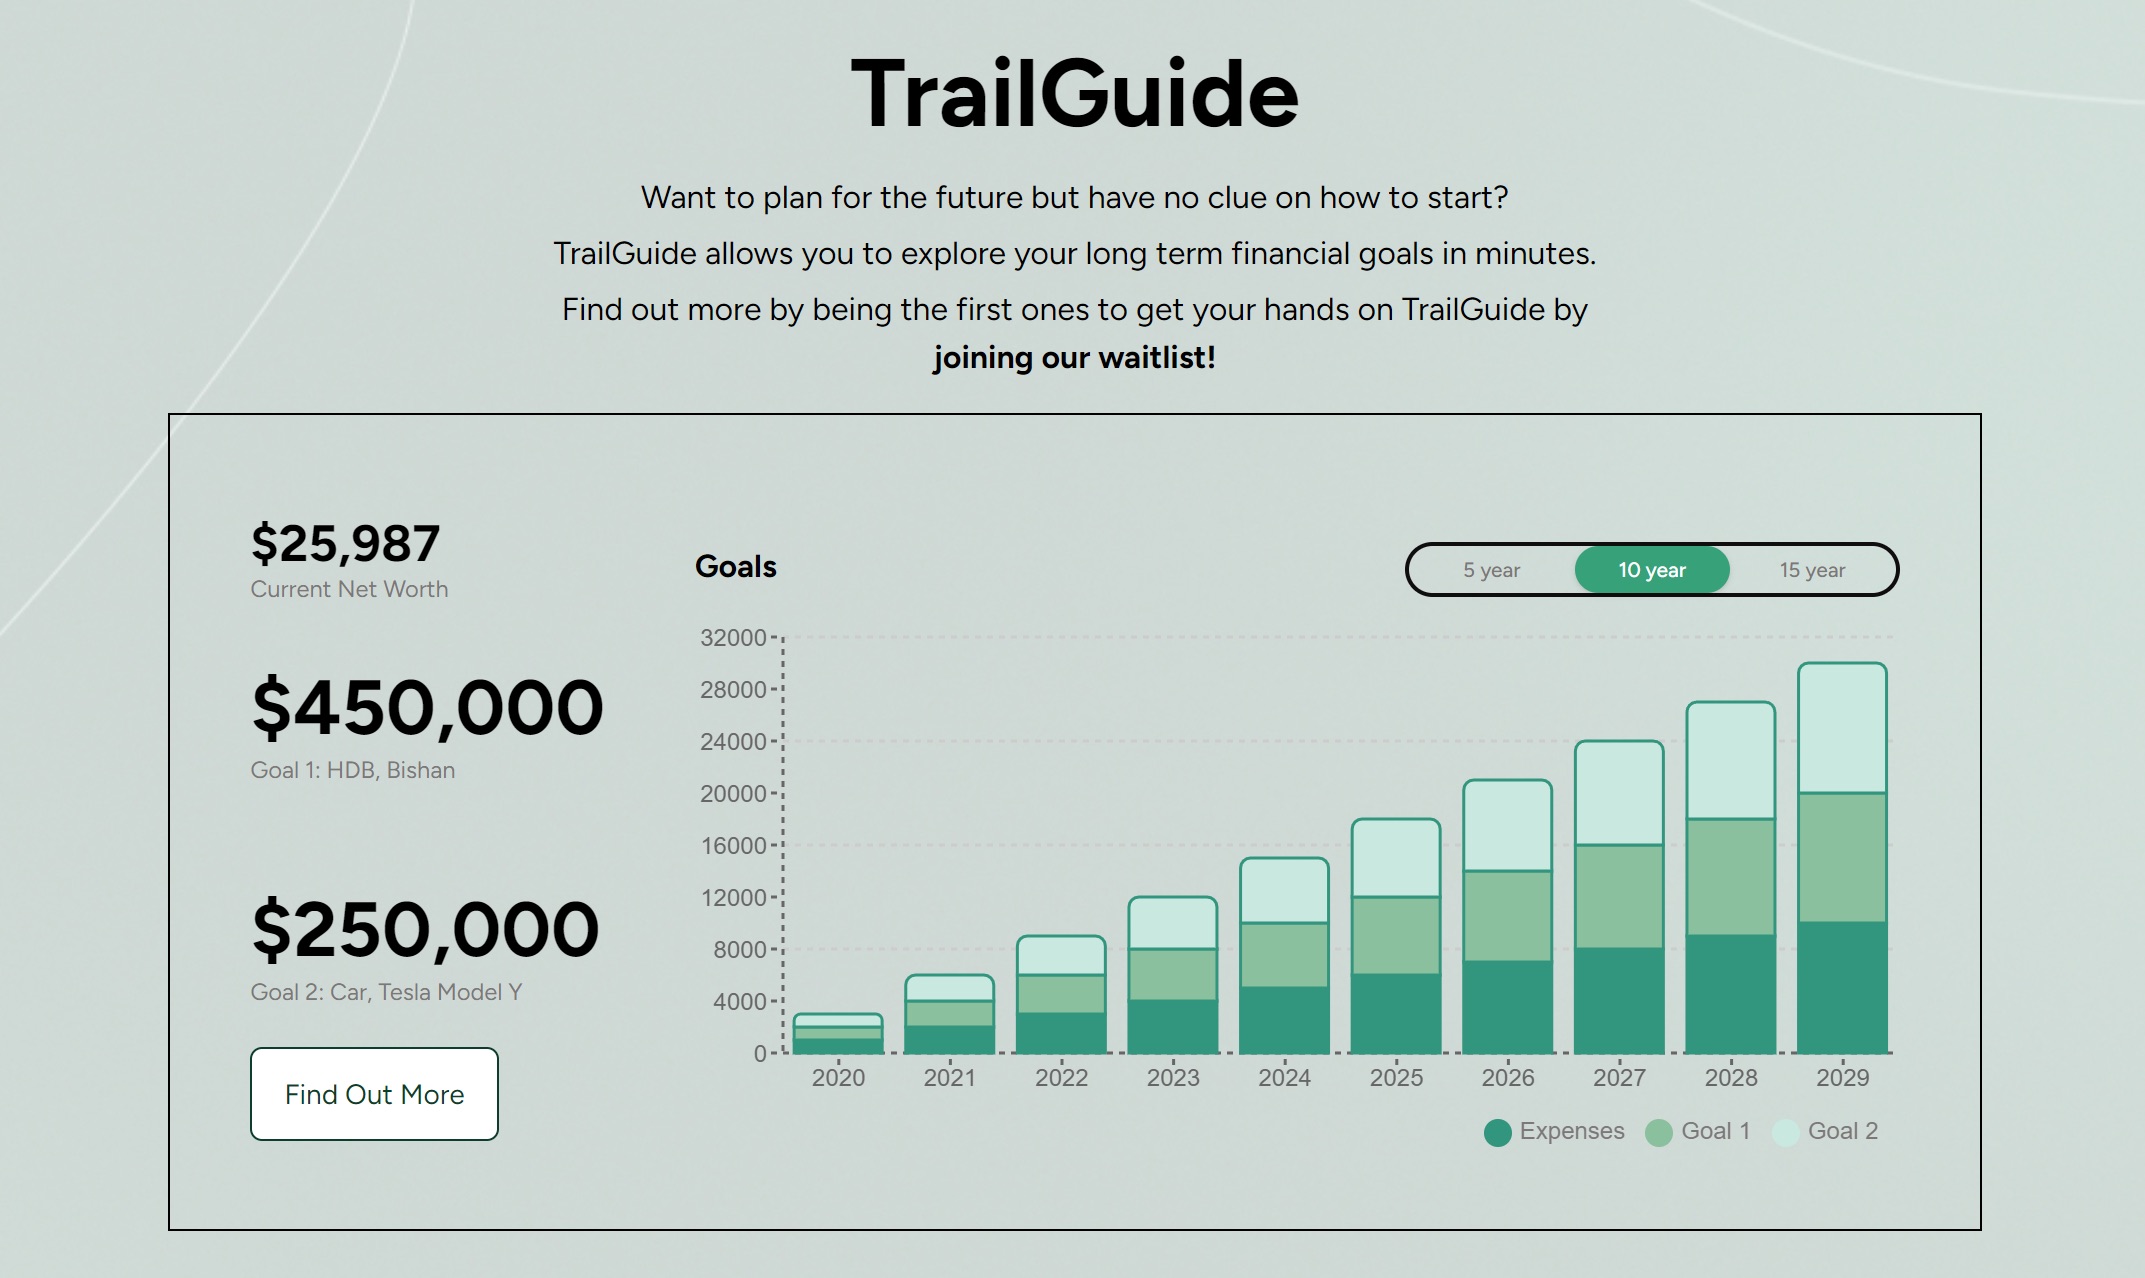 TrailGuide
Want to plan for the future but have no clue on how to start?
TrailGuide allows you to explore your long term financial goals in minutes.
Find out more by being the first ones to get your hands on TrailGuide by
joining our waitlist!
$25,987
Current Net Worth
$450,000
Goal 1: HDB, Bishan
$250,000
Goal 2: Car, Tesla Model Y
Find Out More
Goals
5 year 10 year 15 year
32000
28000
24000
20000
16000
12000
8000
4000
0
2020 2021 2022 2023 2024 2025 2026 2027 2028 2029
Expenses Goal 1 Goal 2